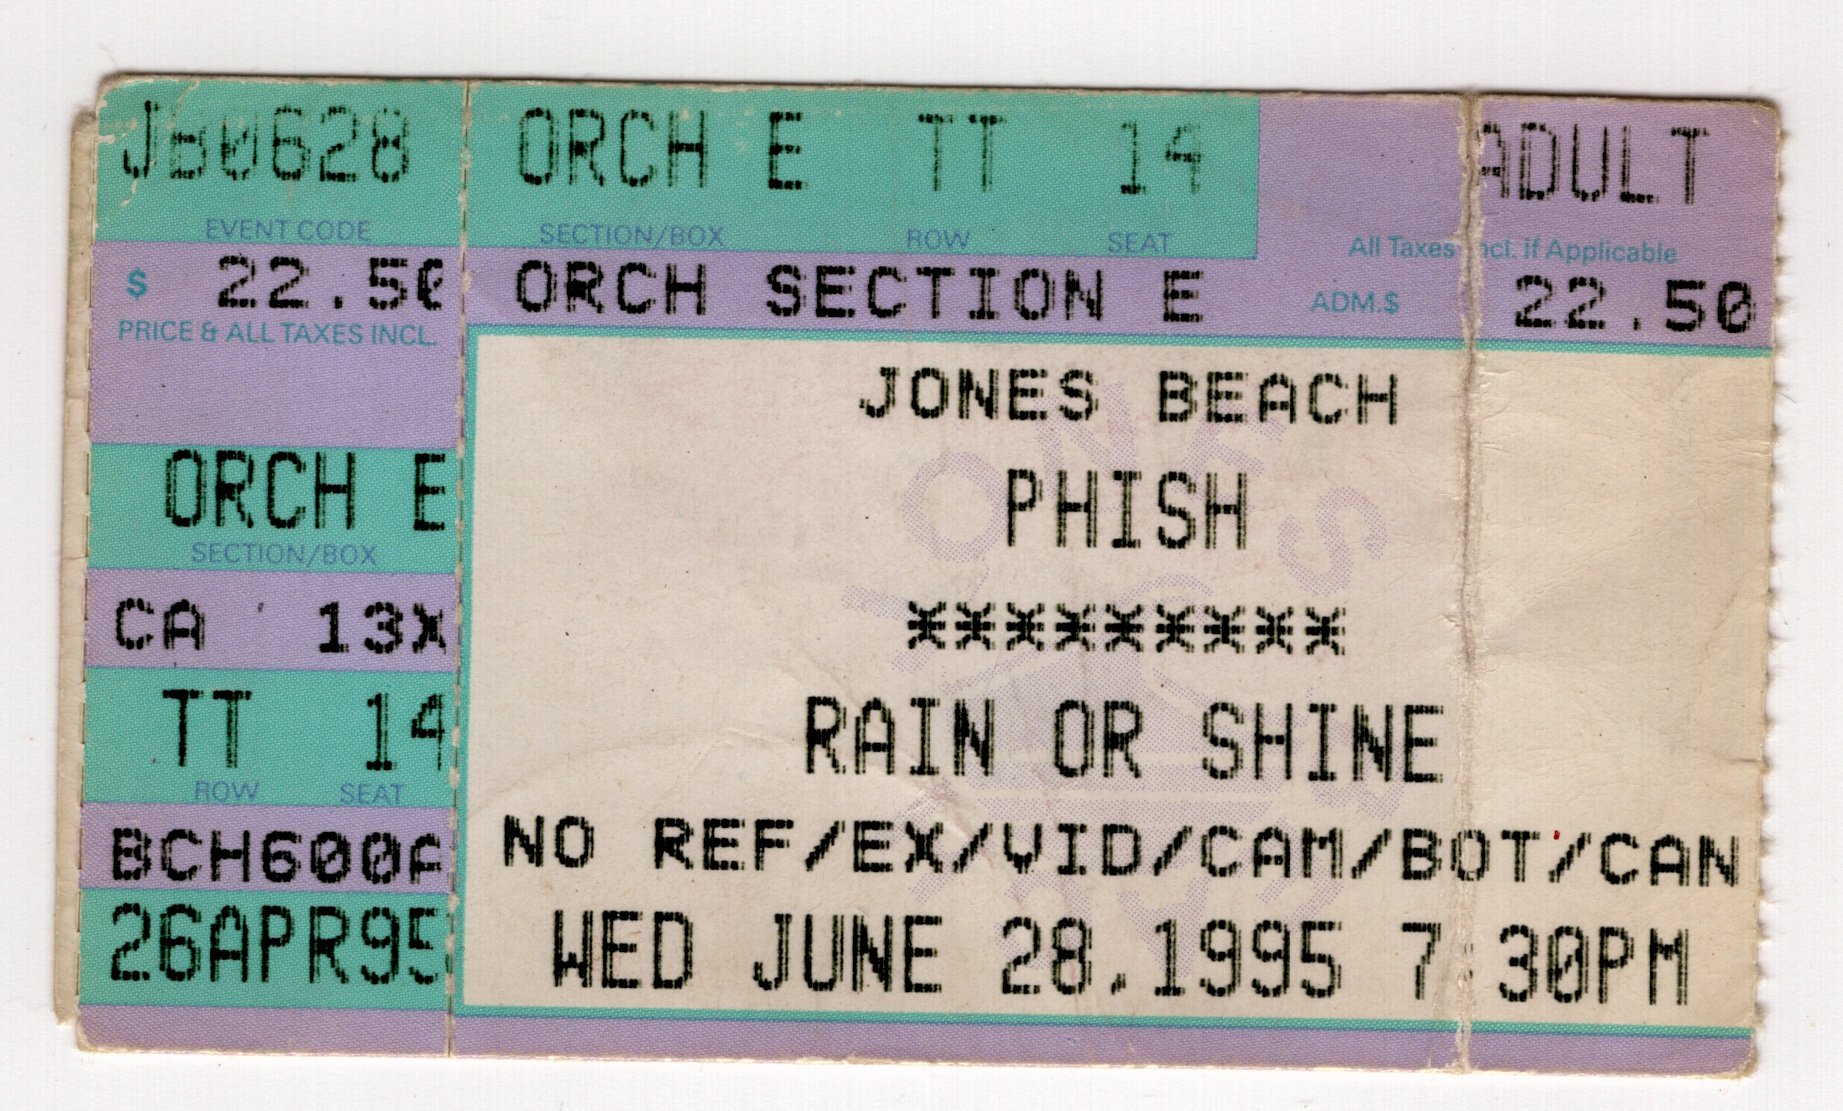 JB0628 ORCH E TT 14 ADULT
EVENT CODE SECTION/BOX ROW SEAT All Taxes Incl. if Applicable
$ 22.50 ORCH SECTION E ADM.$ 22.50
PRICE & ALL TAXES INCL.
JONES BEACH
ORCH E PHISH
SECTION/BOX
CA 13X *********
TT 14 RAIN OR SHINE
ROW SEAT
BCH600A NO REF/EX/VID/CAM/BOT/CAN
26APR95 WED JUNE 28,1995 7:30PM